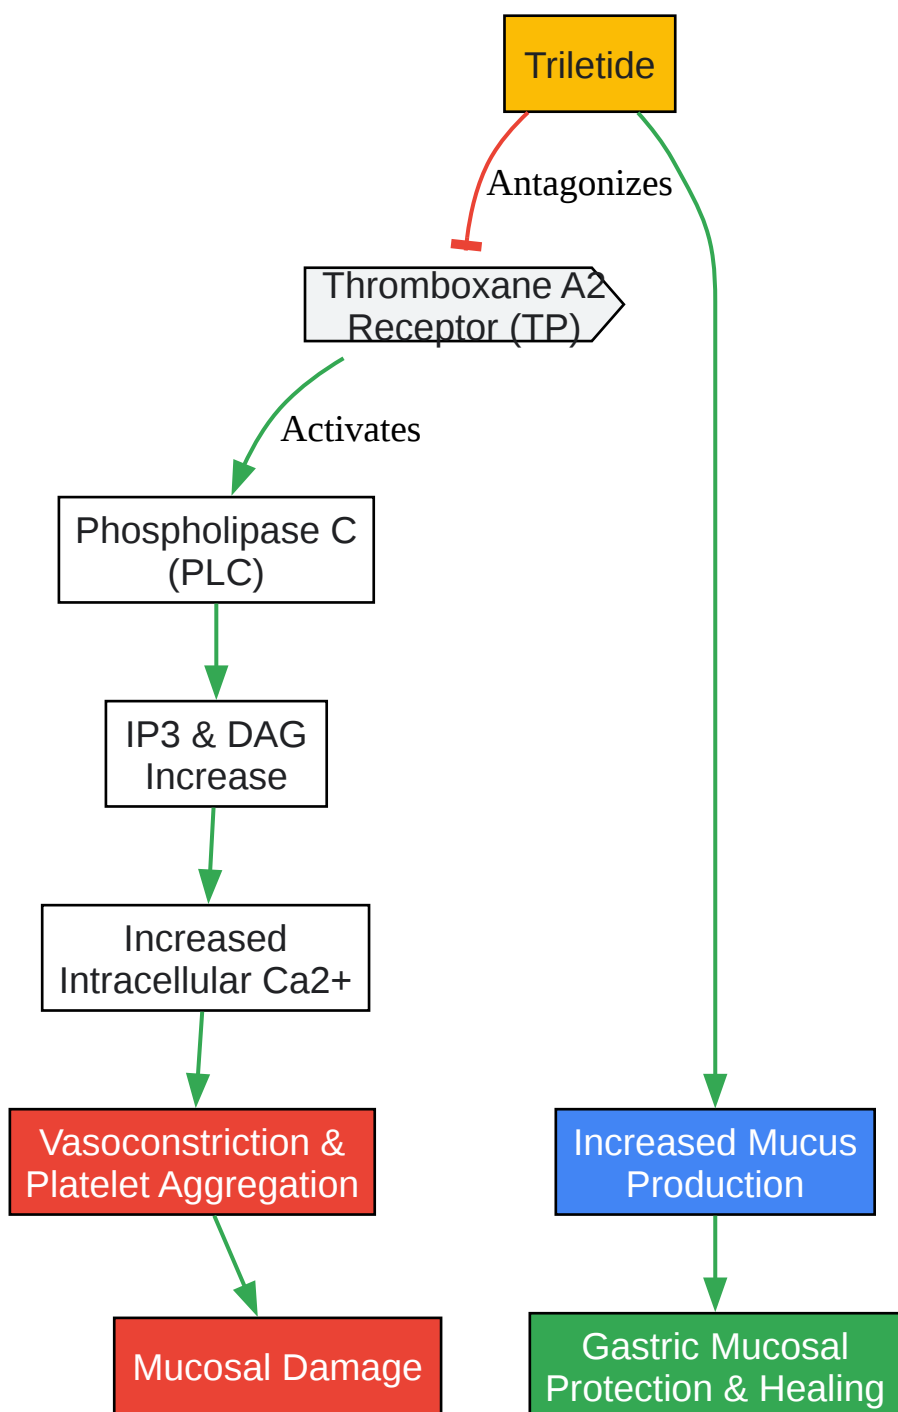 Triletide
Antagonizes
Thromboxane A2
Receptor (TP)
Activates
Phospholipase C
(PLC)
IP3 & DAG
Increase
Increased
Intracellular Ca2+
Vasoconstriction &
Platelet Aggregation
Increased Mucus
Production
Mucosal Damage
Gastric Mucosal
Protection & Healing